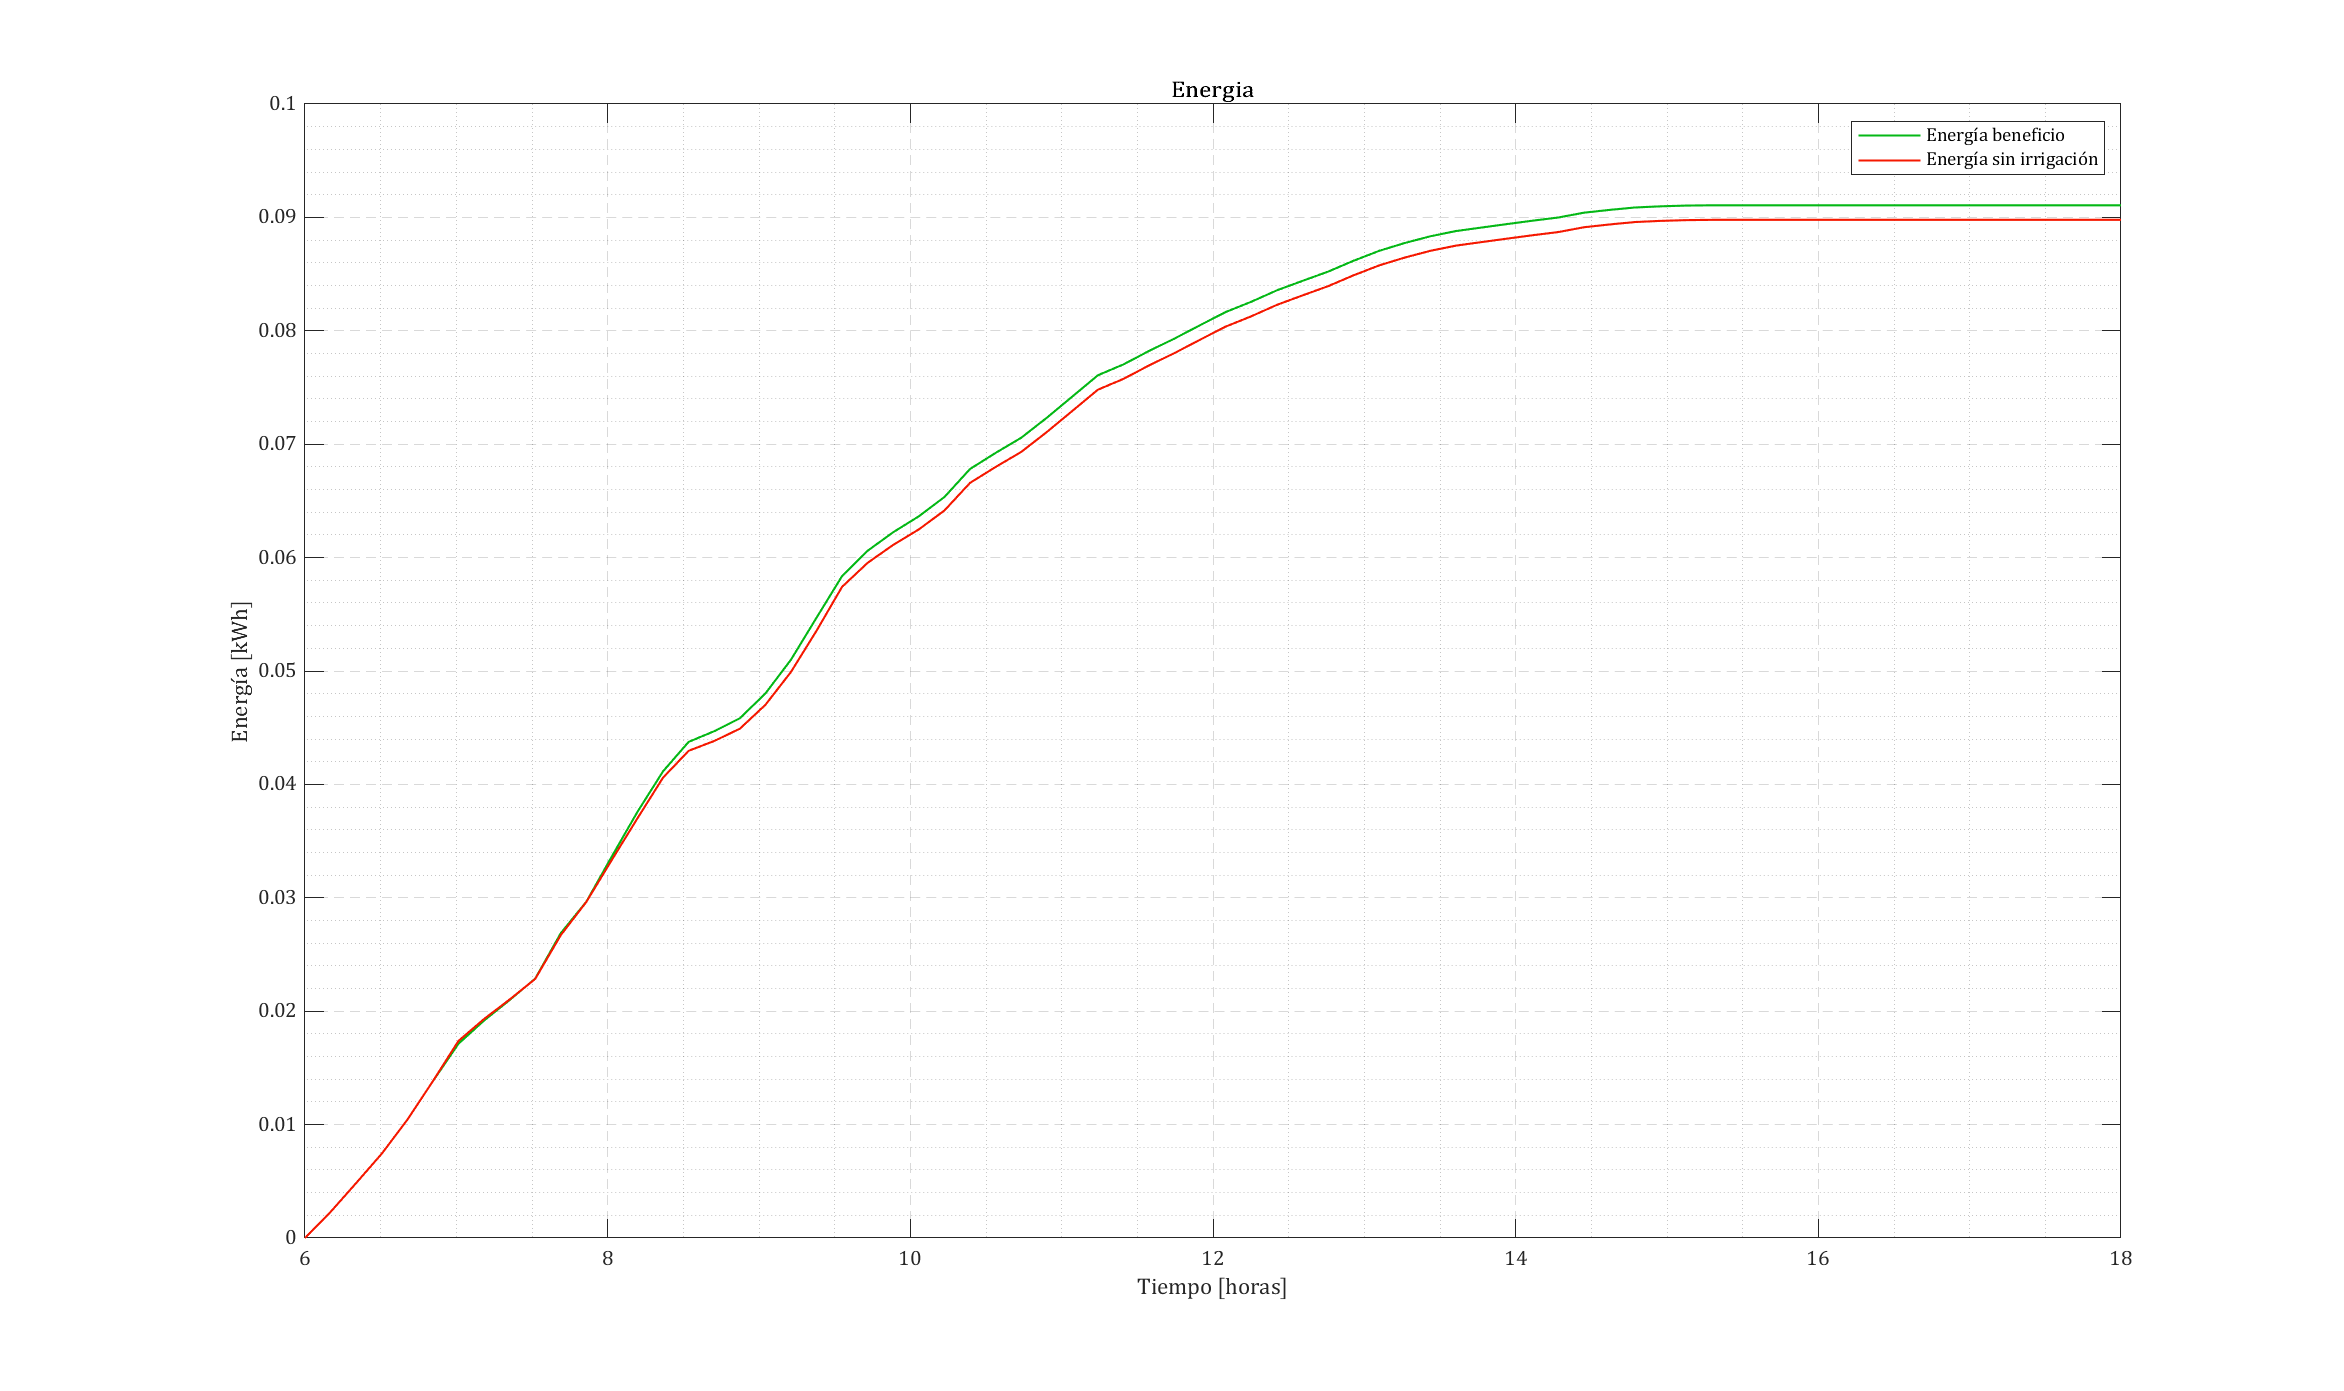 Energia
0.1
0.09
0.08
0.07
0.06
0.05
0.04
0.03
0.02
0.01
0
Energía [kWh]
Energía beneficio
Energía sin irrigación
6 8 10 12 14 16 18
Tiempo [horas]